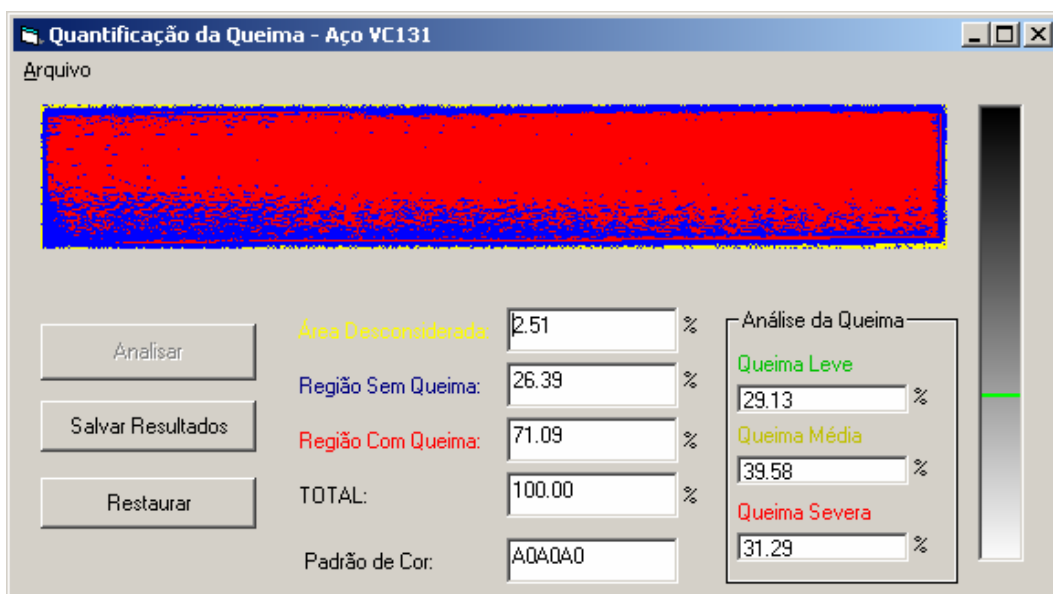 Quantificação da Queima - Aço VC131
Arquivo
Analisar
Salvar Resultados
Restaurar
Área Desconsiderada: 2.51 %
Região Sem Queima: 26.39 %
Região Com Queima: 71.09 %
TOTAL: 100.00 %
Padrão de Cor: A0A0A0
Análise da Queima
Queima Leve
29.13 %
Queima Média
39.58 %
Queima Severa
31.29 %